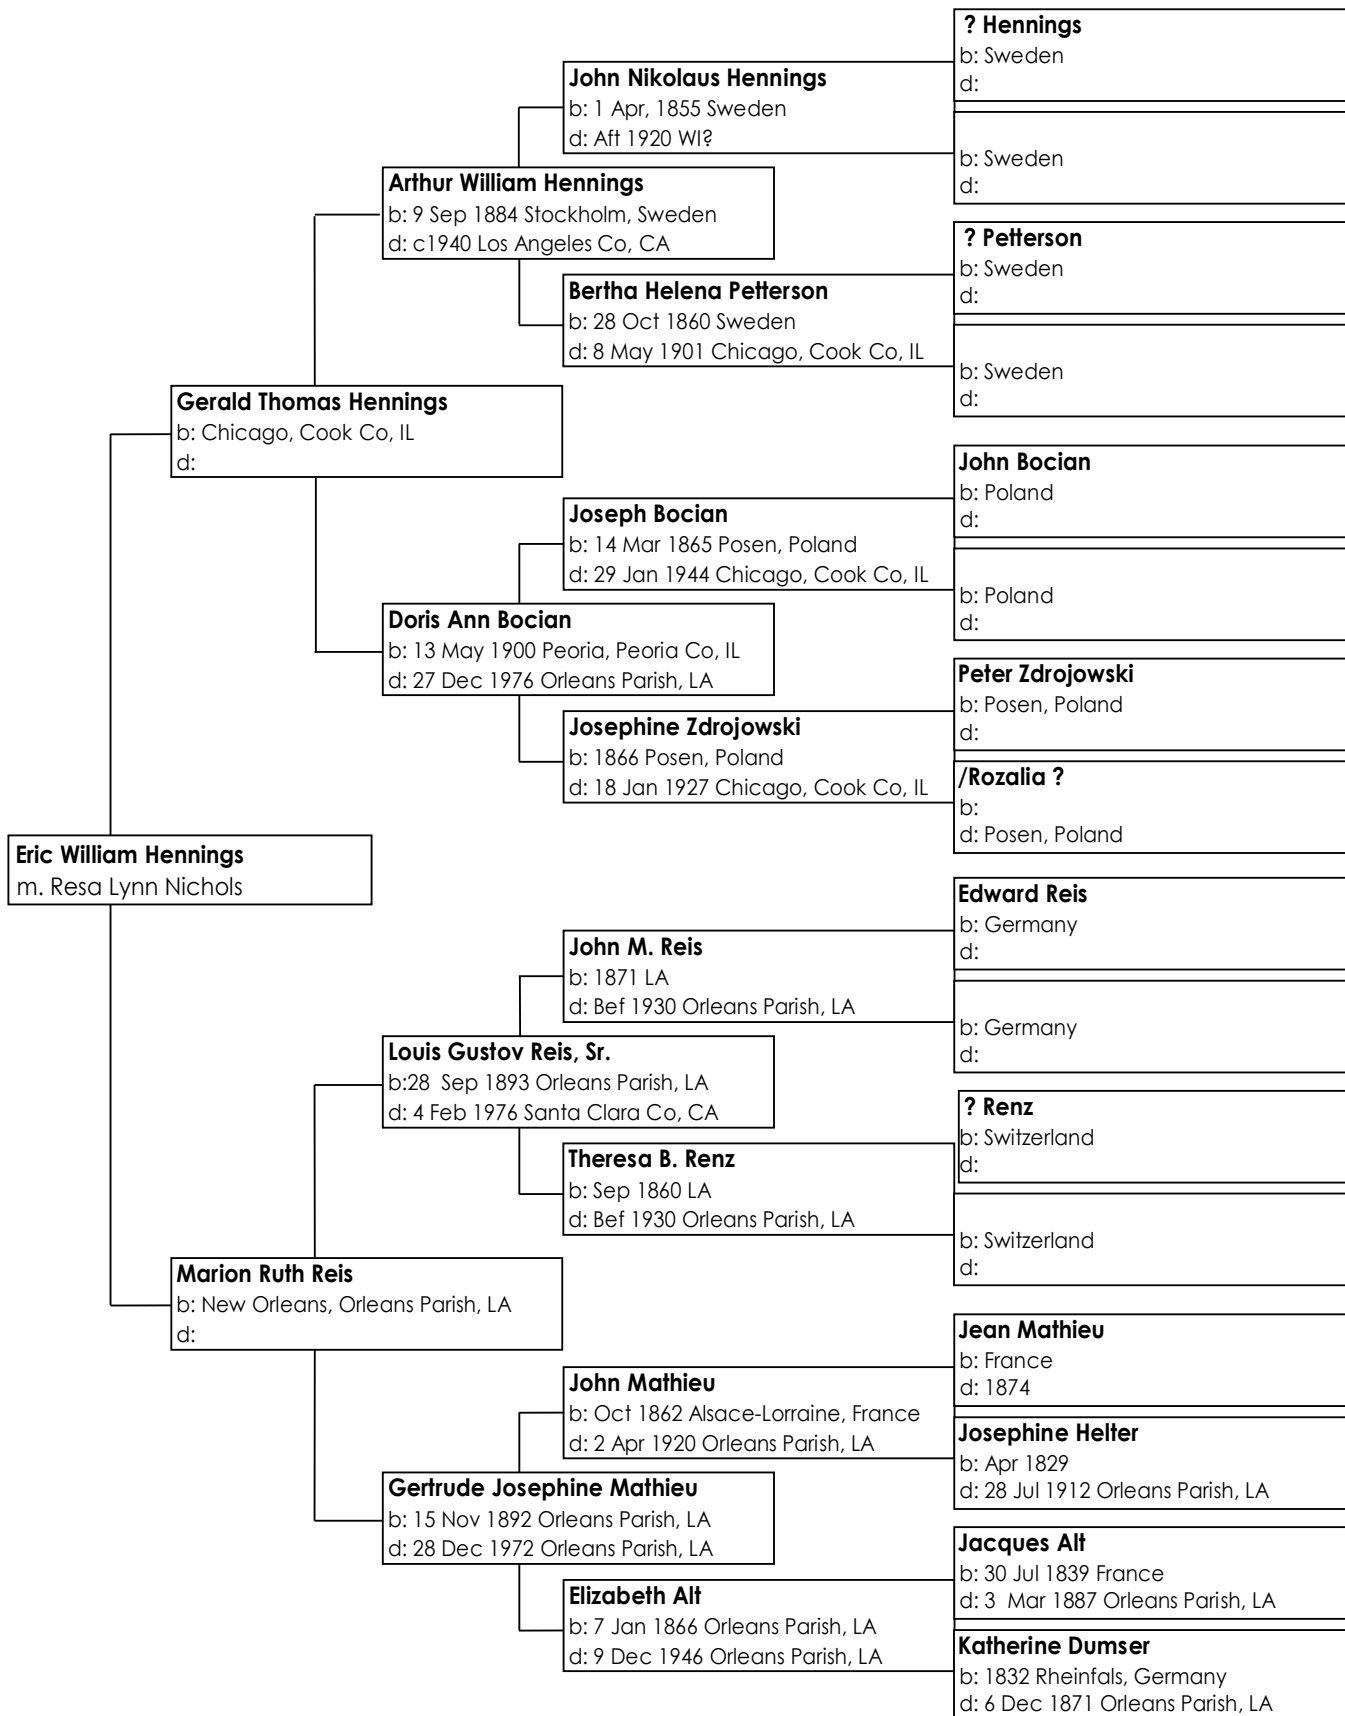 ? Hennings
b: Sweden
d:
John Nikolaus Hennings
b: 1 Apr, 1855 Sweden
d: Aft 1920 WI?
b: Sweden
d:
Arthur William Hennings
b: 9 Sep 1884 Stockholm, Sweden
d: c1940 Los Angeles Co, CA
? Petterson
b: Sweden
d:
Bertha Helena Petterson
b: 28 Oct 1860 Sweden
d: 8 May 1901 Chicago, Cook Co, IL
b: Sweden
d:
Gerald Thomas Hennings
b: Chicago, Cook Co, IL
d:
John Bocian
b: Poland
d:
Joseph Bocian
b: 14 Mar 1865 Posen, Poland
d: 29 Jan 1944 Chicago, Cook Co, IL
b: Poland
d:
Doris Ann Bocian
b: 13 May 1900 Peoria, Peoria Co, IL
d: 27 Dec 1976 Orleans Parish, LA
Peter Zdrojowski
b: Posen, Poland
d:
Josephine Zdrojowski
b: 1866 Posen, Poland
d: 18 Jan 1927 Chicago, Cook Co, IL
/Rozalia ?
b:
d: Posen, Poland
Eric William Hennings
m. Resa Lynn Nichols
Edward Reis
b: Germany
d:
John M. Reis
b: 1871 LA
d: Bef 1930 Orleans Parish, LA
b: Germany
d:
Louis Gustov Reis, Sr.
b:28  Sep 1893 Orleans Parish, LA
d: 4 Feb 1976 Santa Clara Co, CA
? Renz
b: Switzerland
d:
Theresa B. Renz
b: Sep 1860 LA
d: Bef 1930 Orleans Parish, LA
b: Switzerland
d:
Marion Ruth Reis
b: New Orleans, Orleans Parish, LA
d:
Jean Mathieu
b: France
d: 1874
John Mathieu
b: Oct 1862 Alsace-Lorraine, France
d: 2 Apr 1920 Orleans Parish, LA
Josephine Helter
b: Apr 1829
d: 28 Jul 1912 Orleans Parish, LA
Gertrude Josephine Mathieu
b: 15 Nov 1892 Orleans Parish, LA
d: 28 Dec 1972 Orleans Parish, LA
Jacques Alt
b: 30 Jul 1839 France
d: 3  Mar 1887 Orleans Parish, LA
Elizabeth Alt
b: 7 Jan 1866 Orleans Parish, LA
d: 9 Dec 1946 Orleans Parish, LA
Katherine Dumser
b: 1832 Rheinfals, Germany
d: 6 Dec 1871 Orleans Parish, LA